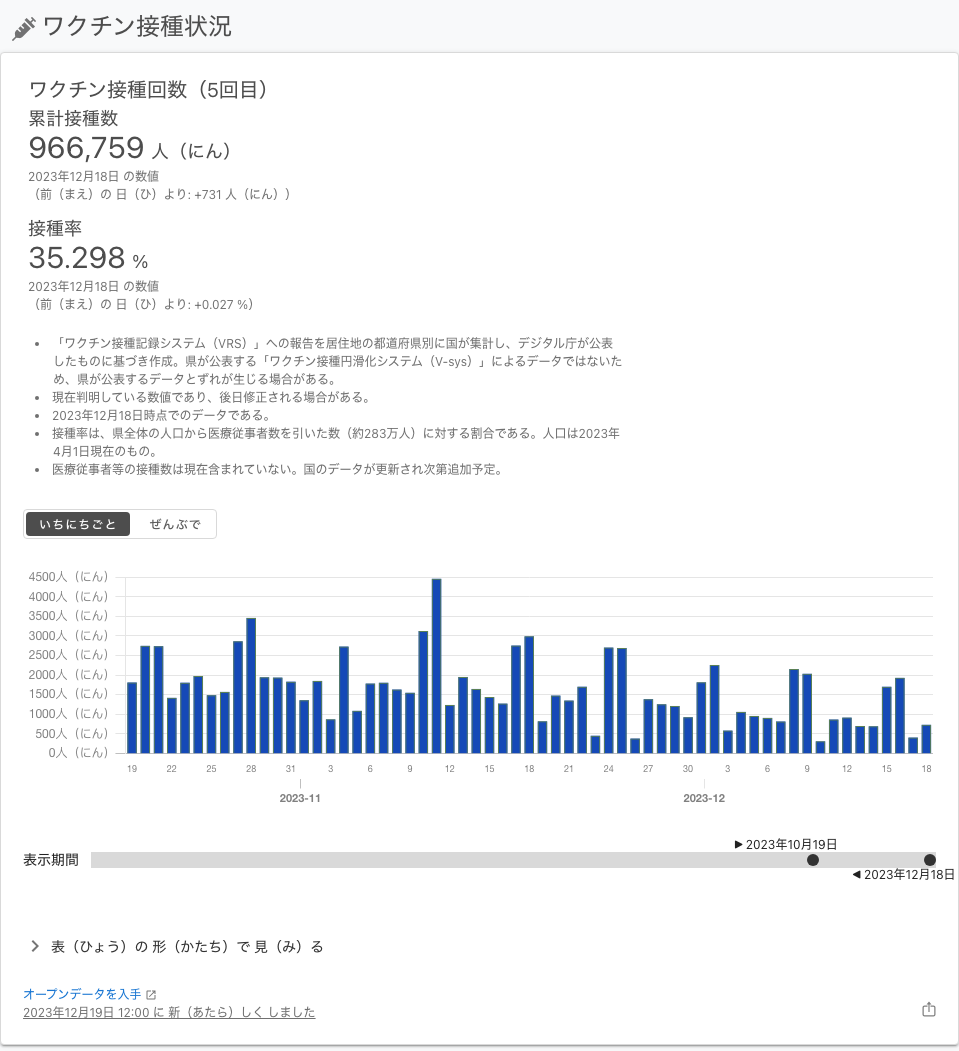 ワクチン接種状況
ワクチン接種回数（5回目）
累計接種数
966,759 人（にん）
2023年12月18日 の数値
（前（まえ）の 日（ひ）より: +731 人（にん））
接種率
35.298 %
2023年12月18日 の数値
（前（まえ）の 日（ひ）より: +0.027 %）
「ワクチン接種記録システム（VRS）」への報告を居住地の都道府県別に国が集計し、デジタル庁が公表
したものに基づき作成。県が公表する「ワクチン接種円滑化システム（V-sys）」によるデータではないた
め、県が公表するデータとずれが生じる場合がある。
現在判明している数値であり、後日修正される場合がある。
2023年12月18日時点でのデータである。
接種率は、県全体の人口から医療従事者数を引いた数（約283万人）に対する割合である。人口は2023年
4月1日現在のもの。
医療従事者等の接種数は現在含まれていない。国のデータが更新され次第追加予定。
いちにちごと ぜんぶで
4500人（にん）
4000人（にん）
3500人（にん）
3000人（にん）
2500人（にん）
2000人（にん）
1500人（にん）
1000人（にん）
500人（にん）
0人（にん）
19 22 25 28 31 3 6 9 12 15 18 21 24 27 30 3 6 9 12 15 18
2023-11 2023-12
2023年10月19日
表示期間
2023年12月18日
表（ひょう）の 形（かたち）で 見（み）る
オープンデータを入手
2023年12月19日 12:00 に 新（あたら）しく しました